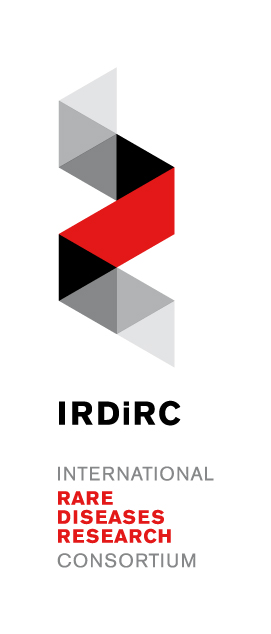 IRDiRC
INTERNATIONAL
RARE
DISEASES
RESEARCH
CONSORTIUM